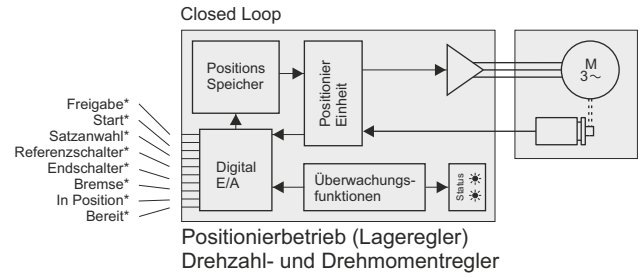 Closed Loop
Positions
Speicher
Positionier
Einheit
M
3~
Freigabe*
Start*
Satzanwahl*
Referenzschalter*
Endschalter*
Bremse*
In Position*
Bereit*
Digital
E/A
Überwachungs-
funktionen
Status
Positionierbetrieb (Lageregler)
Drehzahl- und Drehmomentregler